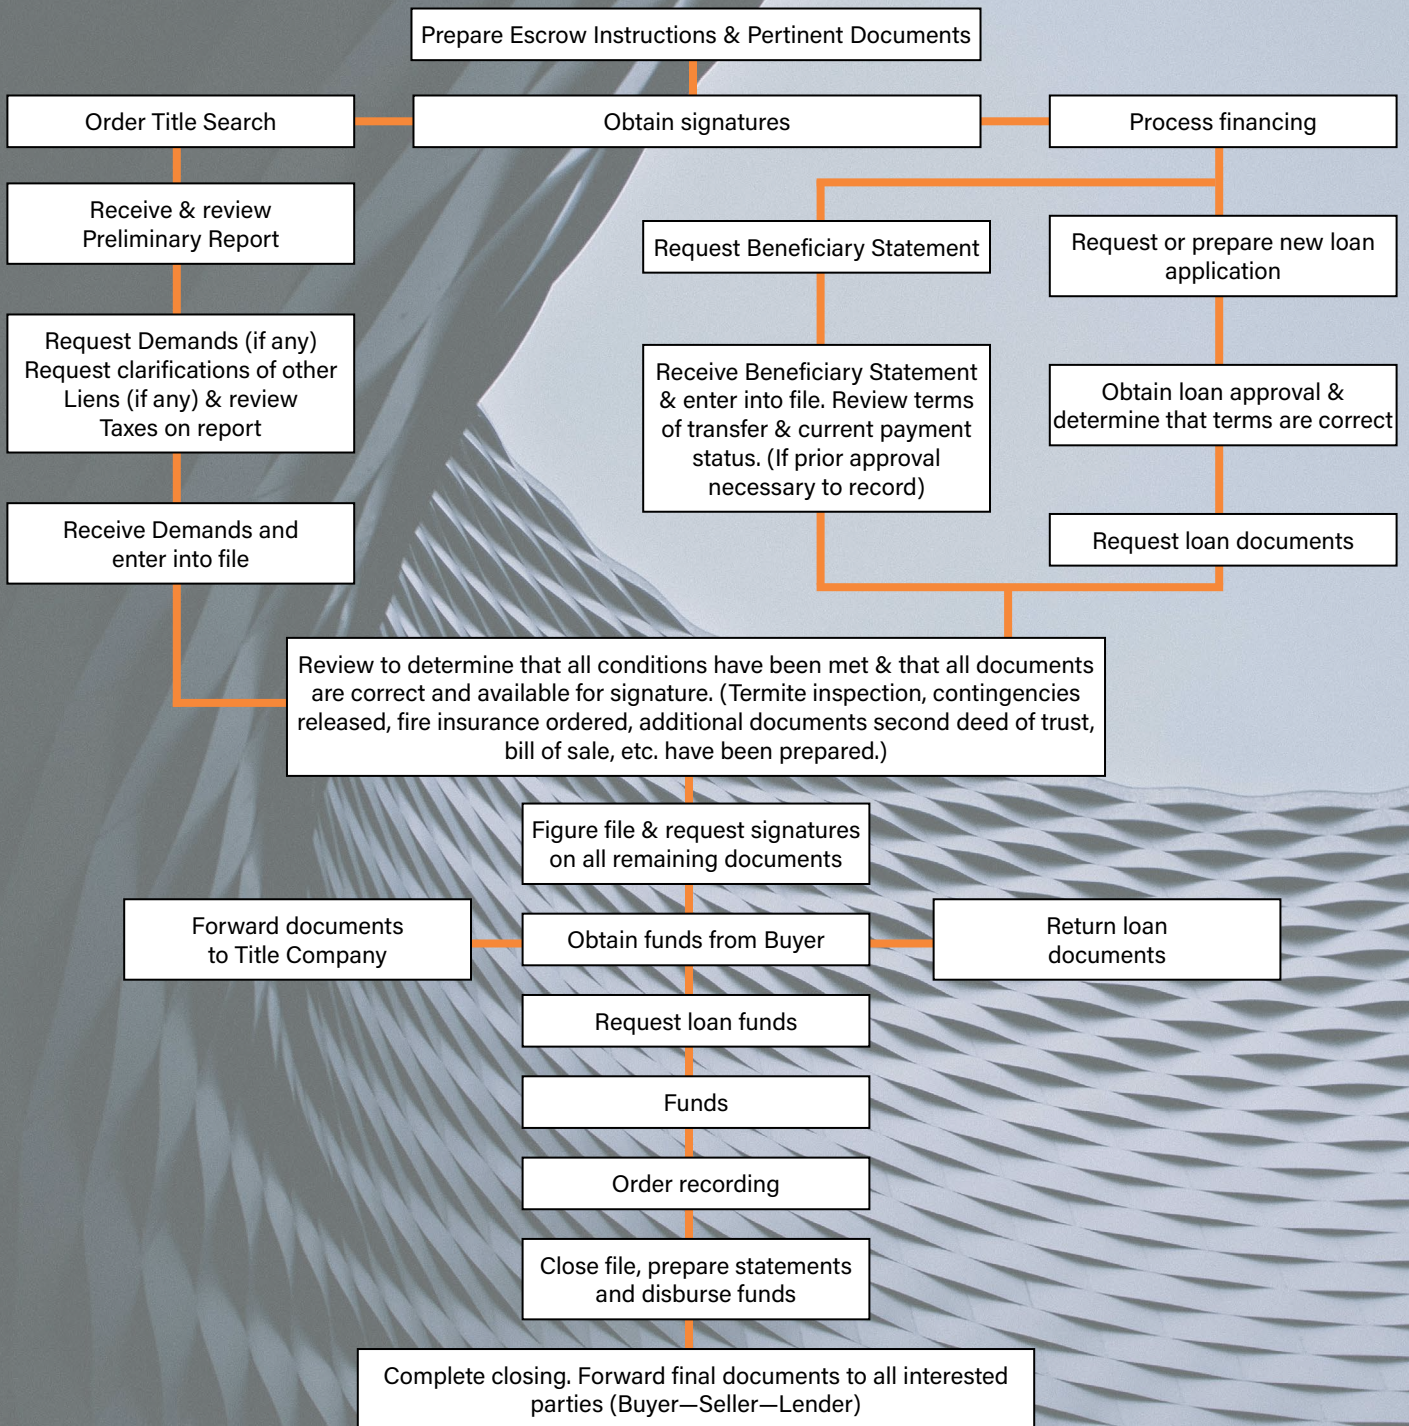 Prepare Escrow Instructions & Pertinent Documents
Order Title Search
Obtain signatures
Process financing
Receive & review
Preliminary Report
Request Demands (if any)
Request clarifications of other
Liens (if any) & review
Taxes on report
Receive Demands and
enter into file
Request Beneficiary Statement
Receive Beneficiary Statement
& enter into file. Review terms
of transfer & current payment
status. (If prior approval
necessary to record)
Request or prepare new loan
application
Obtain loan approval &
determine that terms are correct
Request loan documents
Review to determine that all conditions have been met & that all documents
are correct and available for signature. (Termite inspection, contingencies
released, fire insurance ordered, additional documents second deed of trust,
bill of sale, etc. have been prepared.)
Figure file & request signatures
on all remaining documents
Forward documents
to Title Company
Obtain funds from Buyer
Return loan
documents
Request loan funds
Funds
Order recording
Close file, prepare statements
and disburse funds
Complete closing. Forward final documents to all interested
parties (Buyer—Seller—Lender)